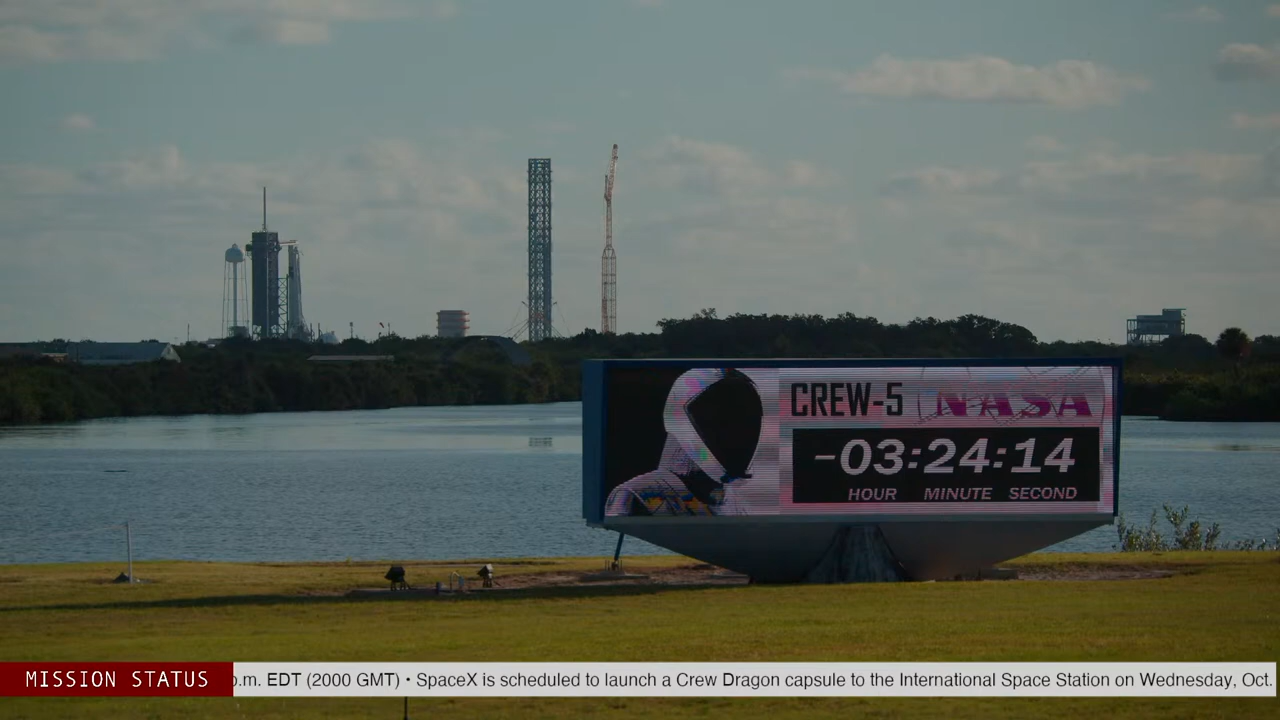 CREW-5 NASA
-03:24:14
HOUR MINUTE SECOND
MISSION STATUS
p.m. EDT (2000 GMT) • SpaceX is scheduled to launch a Crew Dragon capsule to the International Space Station on Wednesday, Oct.